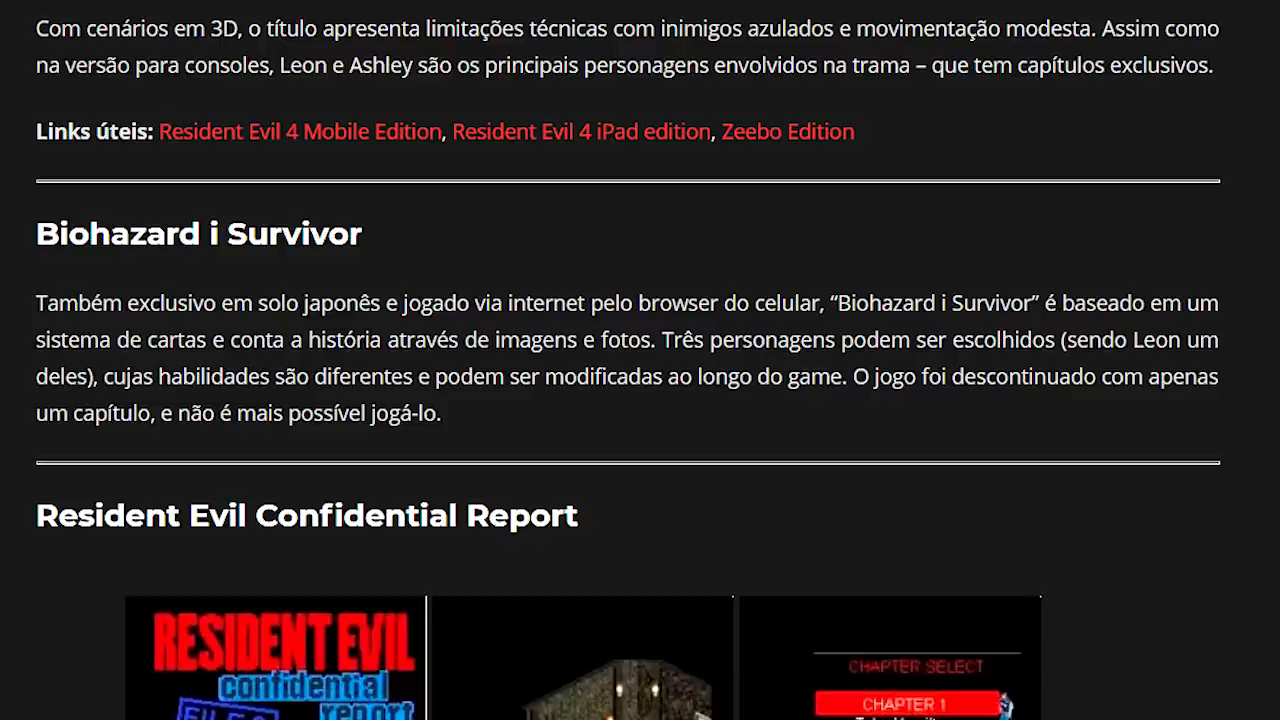 Com cenários em 3D, o título apresenta limitações técnicas com inimigos azulados e movimentação modesta. Assim como
na versão para consoles, Leon e Ashley são os principais personagens envolvidos na trama – que tem capítulos exclusivos.
Links úteis: Resident Evil 4 Mobile Edition, Resident Evil 4 iPad edition, Zeebo Edition
Biohazard i Survivor
Também exclusivo em solo japonês e jogado via internet pelo browser do celular, “Biohazard i Survivor” é baseado em um
sistema de cartas e conta a história através de imagens e fotos. Três personagens podem ser escolhidos (sendo Leon um
deles), cujas habilidades são diferentes e podem ser modificadas ao longo do game. O jogo foi descontinuado com apenas
um capítulo, e não é mais possível jogá-lo.
Resident Evil Confidential Report
RESIDENT EVIL
confidential
report
CHAPTER SELECT
CHAPTER 1